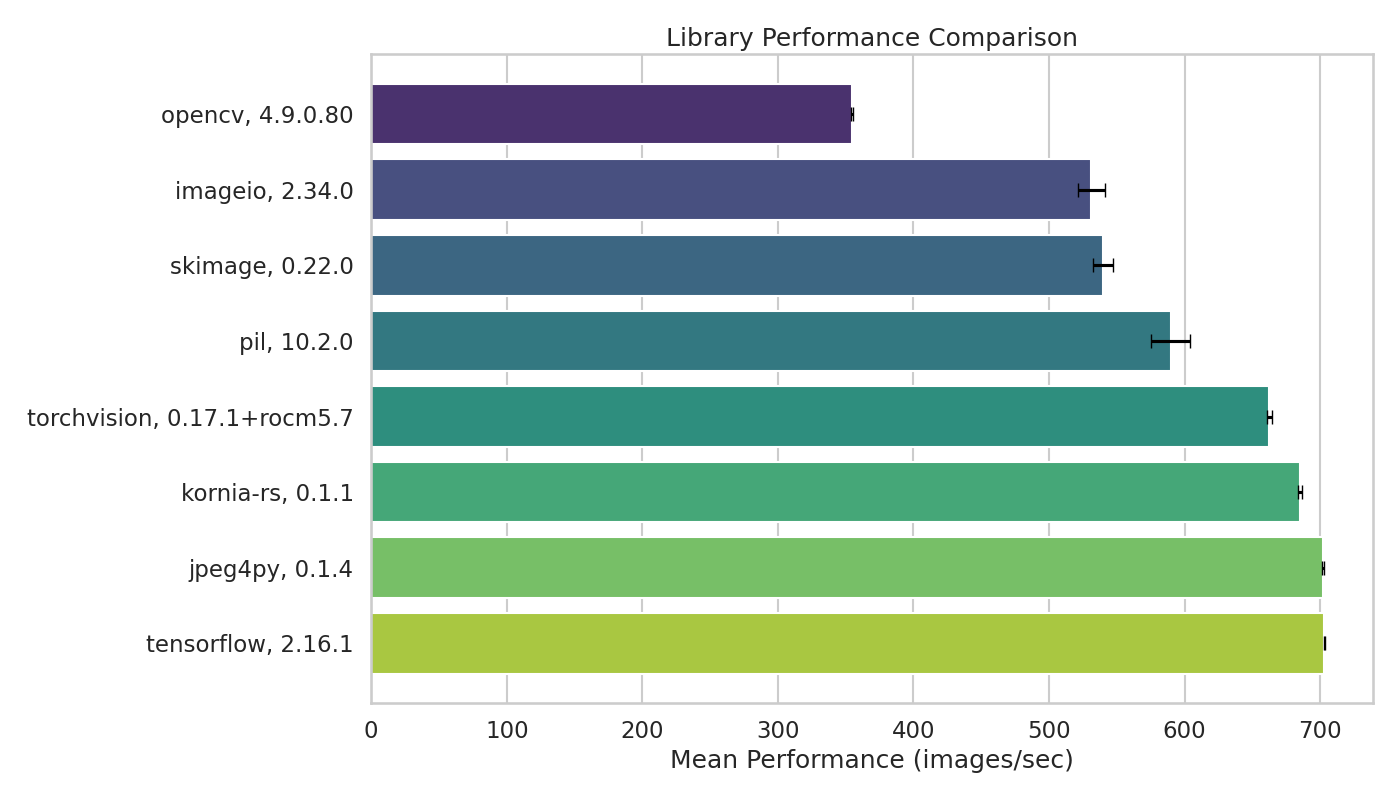 Library Performance Comparison
opencv, 4.9.0.80
imageio, 2.34.0
skimage, 0.22.0
pil, 10.2.0
torchvision, 0.17.1+rocm5.7
kornia-rs, 0.1.1
jpeg4py, 0.1.4
tensorflow, 2.16.1
0 100 200 300 400 500 600 700
Mean Performance (images/sec)